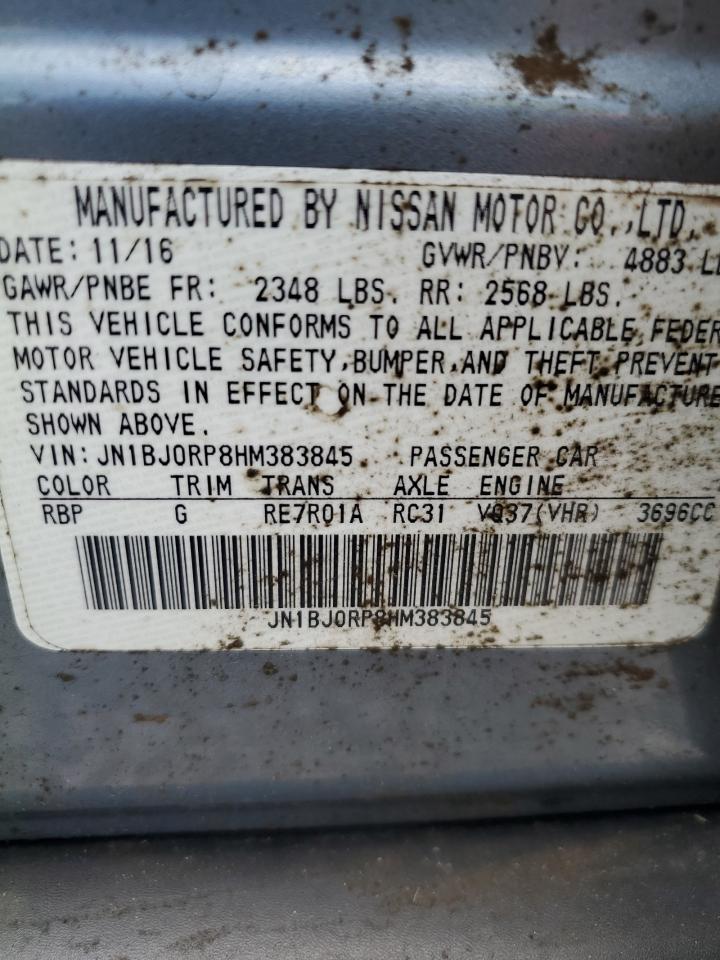 MANUFACTURED BY NISSAN MOTOR CO.,LTD.
DATE: 11/16 GVWR/PNBV: 4883
GAWR/PNBE FR: 2348 LBS. RR: 2568 LBS.
THIS VEHICLE CONFORMS TO ALL APPLICABLE FEDER
MOTOR VEHICLE SAFETY,BUMPER,AND THEFT PREVENT
STANDARDS IN EFFECT ON THE DATE OF MANUFACTURE
SHOWN ABOVE.
VIN: JN1BJ0RP8HM383845 PASSENGER CAR
COLOR TRIM TRANS AXLE ENGINE
RBP G RE7R01A RC31 VQ37(VHR) 3696CC
JN1BJ0RP8HM383845